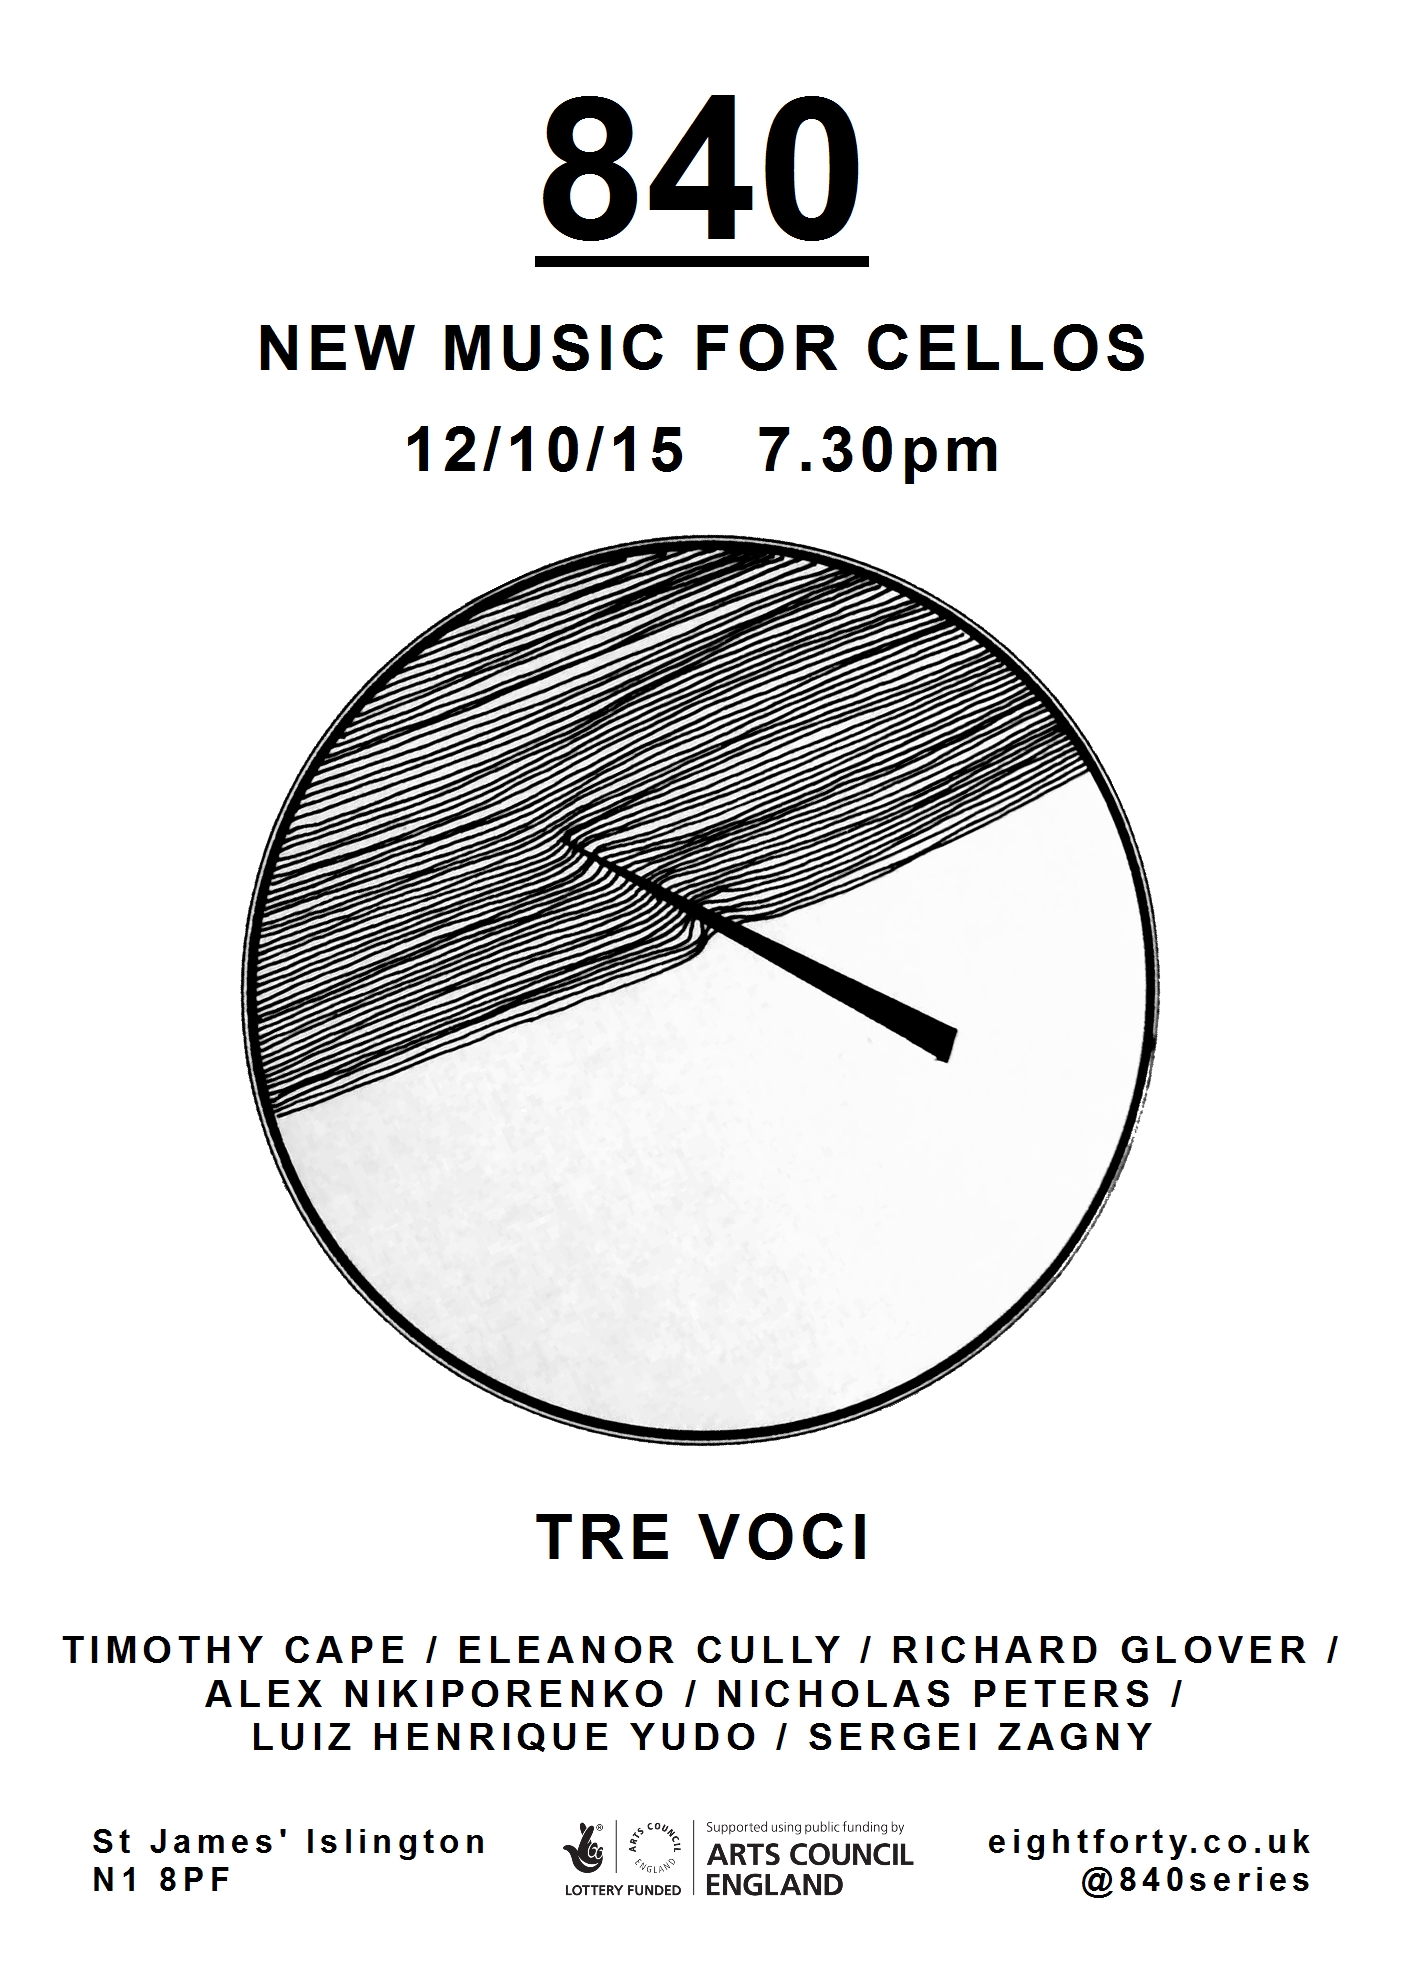 840
NEW MUSIC FOR CELLOS
12/10/15 7.30pm
TRE VOCI
TIMOTHY CAPE / ELEANOR CULLY / RICHARD GLOVER /
ALEX NIKIPORENKO / NICHOLAS PETERS /
LUIZ HENRIQUE YUDO / SERGEI ZAGNY
St James' Islington
N1 8PF
®
LOTTERY FUNDED
ARTS COUNCIL
ENGLAND
Supported using public funding by
ARTS COUNCIL
ENGLAND
eightforty.co.uk
@840series